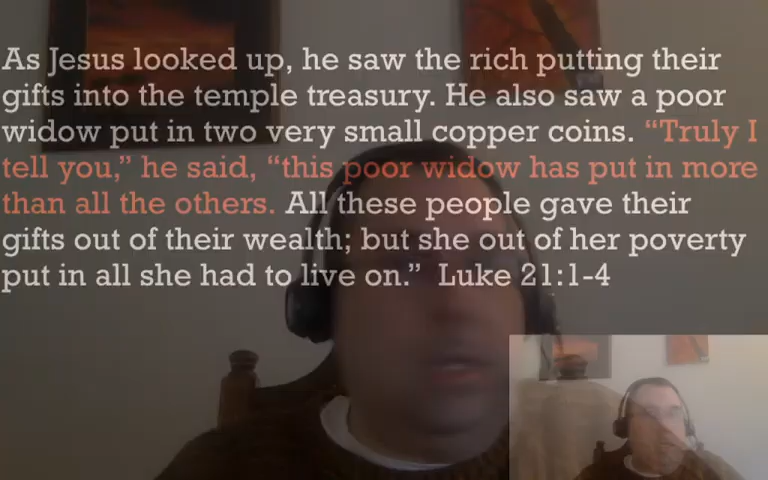 As Jesus looked up, he saw the rich putting their
gifts into the temple treasury. He also saw a poor
widow put in two very small copper coins. “Truly I
tell you,” he said, “this poor widow has put in more
than all the others. All these people gave their
gifts out of their wealth; but she out of her poverty
put in all she had to live on.”  Luke 21:1-4